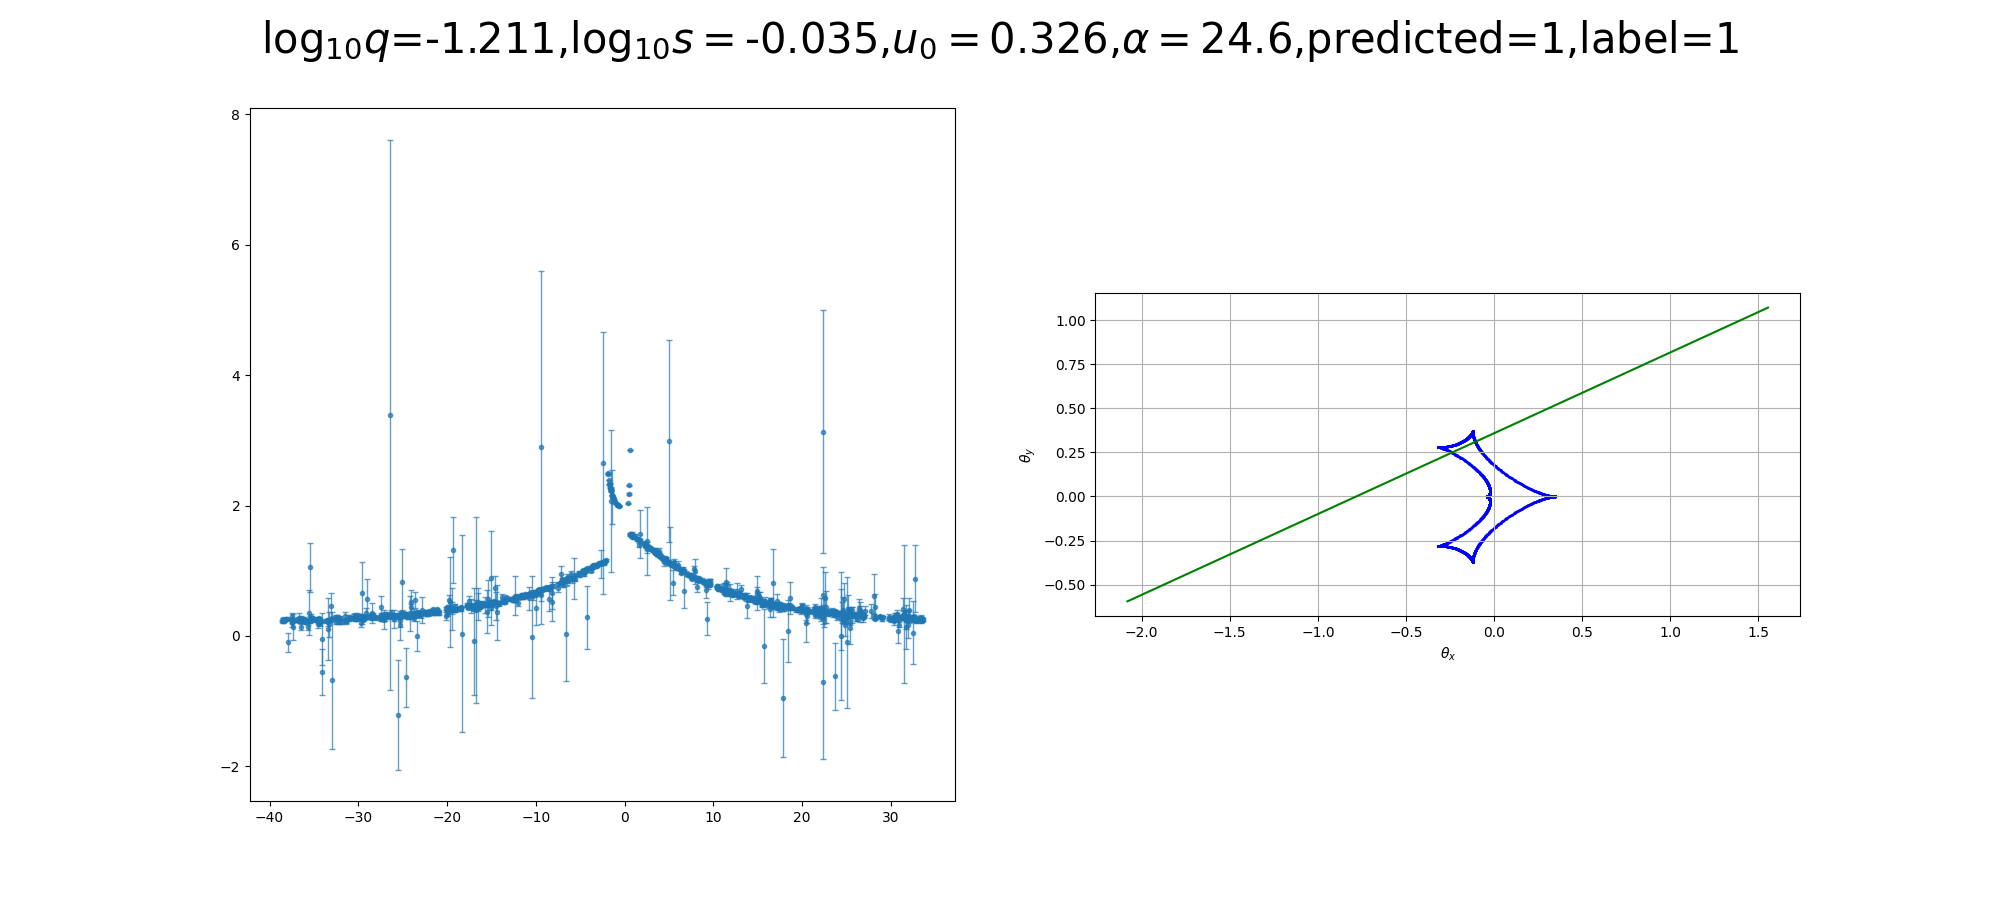 log₁₀q=-1.211,log₁₀s = -0.035,u₀ = 0.326,α = 24.6,predicted=1,label=1
8
6
4
2
0
−2
−40 −30 −20 −10 0 10 20 30
1.00
0.75
0.50
0.25
0.00
−0.25
−0.50
θy
−2.0 −1.5 −1.0 −0.5 0.0 0.5 1.0 1.5
θx